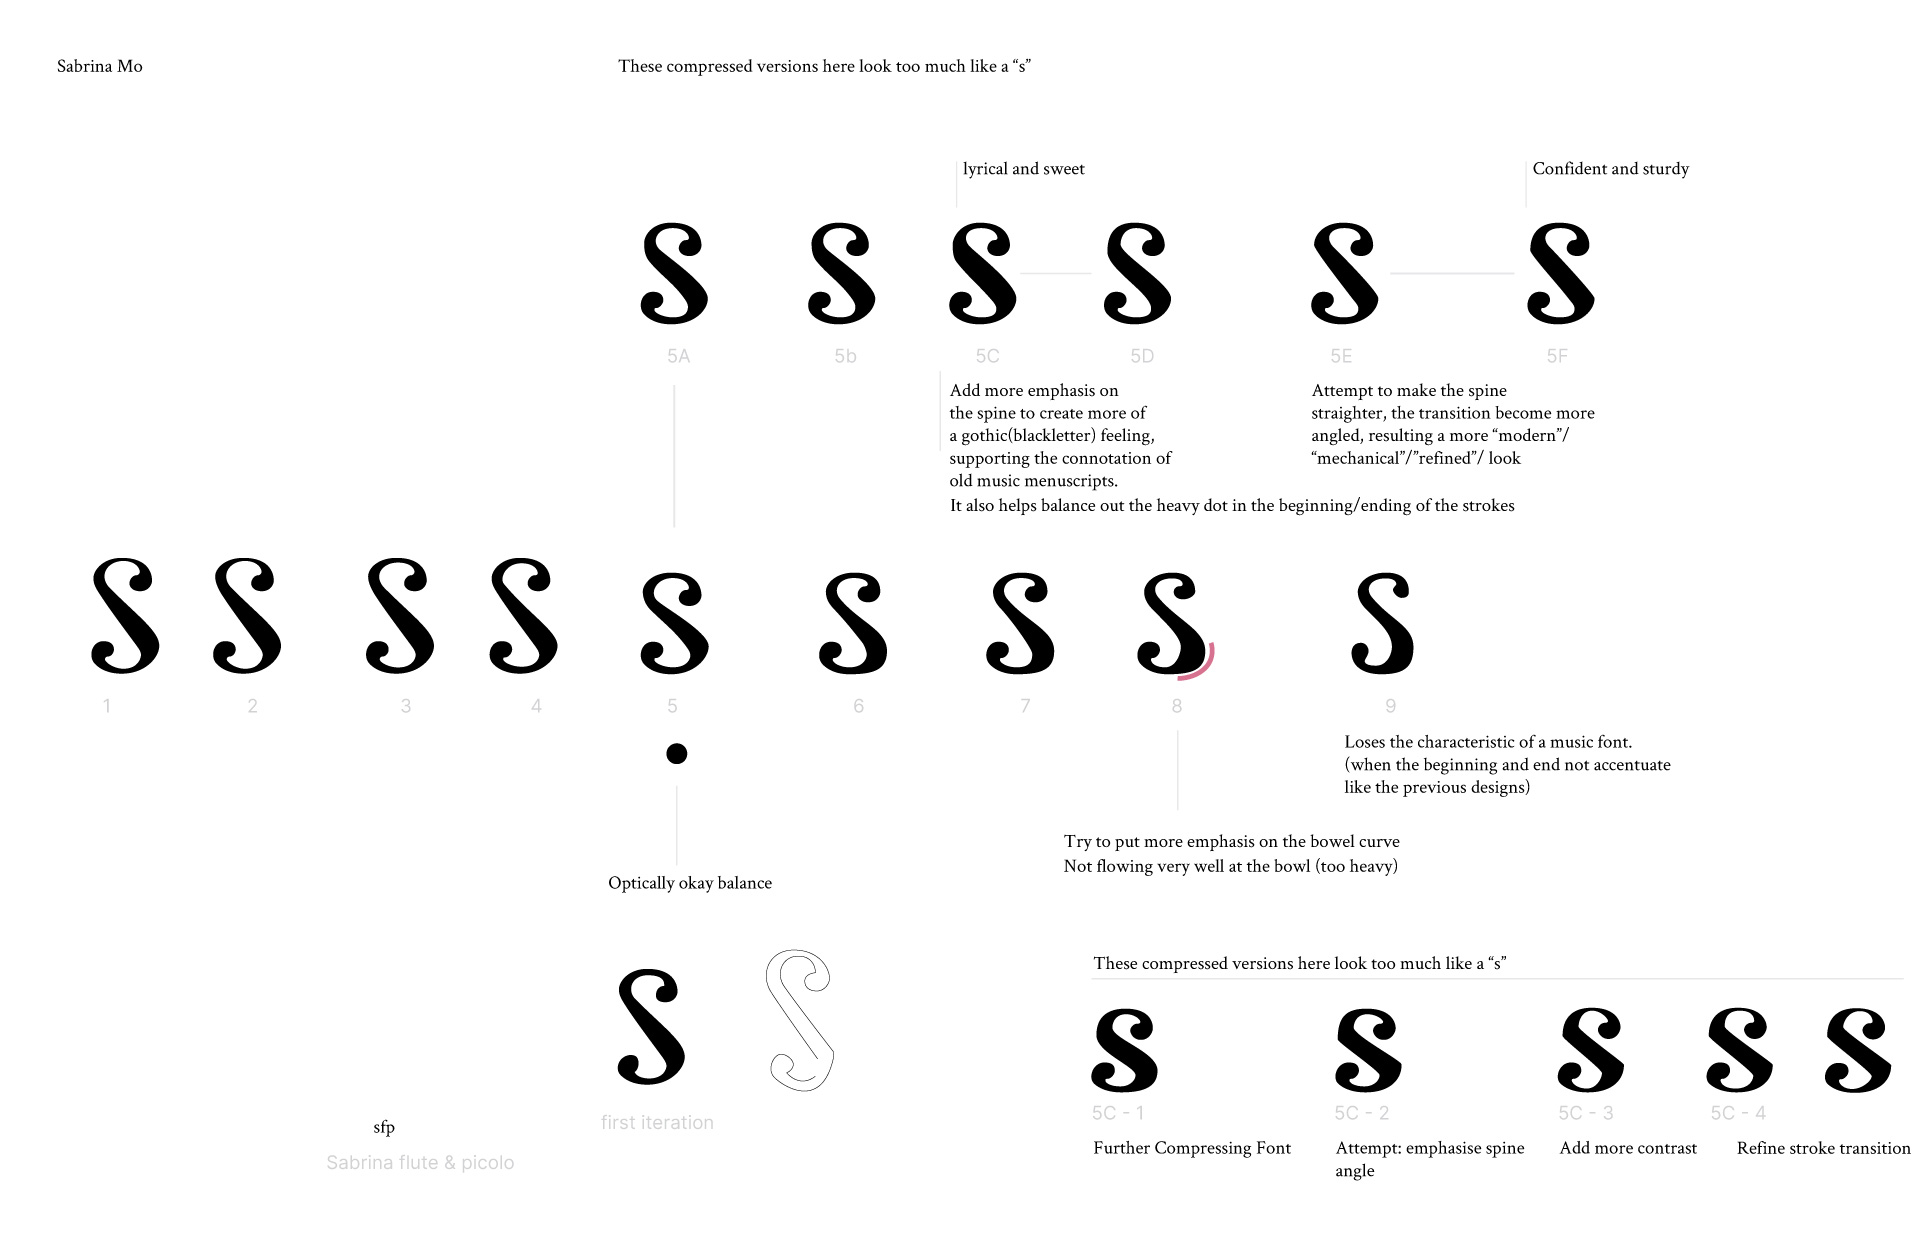 Sabrina Mo
These compressed versions here look too much like a “s”
lyrical and sweet
Confident and sturdy
5A
5b
5C
5D
5E
5F
Add more emphasis on
the spine to create more of
a gothic(blackletter) feeling,
supporting the connotation of
old music menuscripts.
It also helps balance out the heavy dot in the beginning/ending of the strokes
Attempt to make the spine
straighter, the transition become more
angled, resulting a more “modern”/
“mechanical”/”refined”/ look
1
2
3
4
5
6
7
8
9
Loses the characteristic of a music font.
(when the beginning and end not accentuate
like the previous designs)
Try to put more emphasis on the bowel curve
Not flowing very well at the bowl (too heavy)
Optically okay balance
first iteration
sfp
Sabrina flute & picolo
These compressed versions here look too much like a “s”
5C - 1
5C - 2
5C - 3
5C - 4
Further Compressing Font
Attempt: emphasise spine
angle
Add more contrast
Refine stroke transition